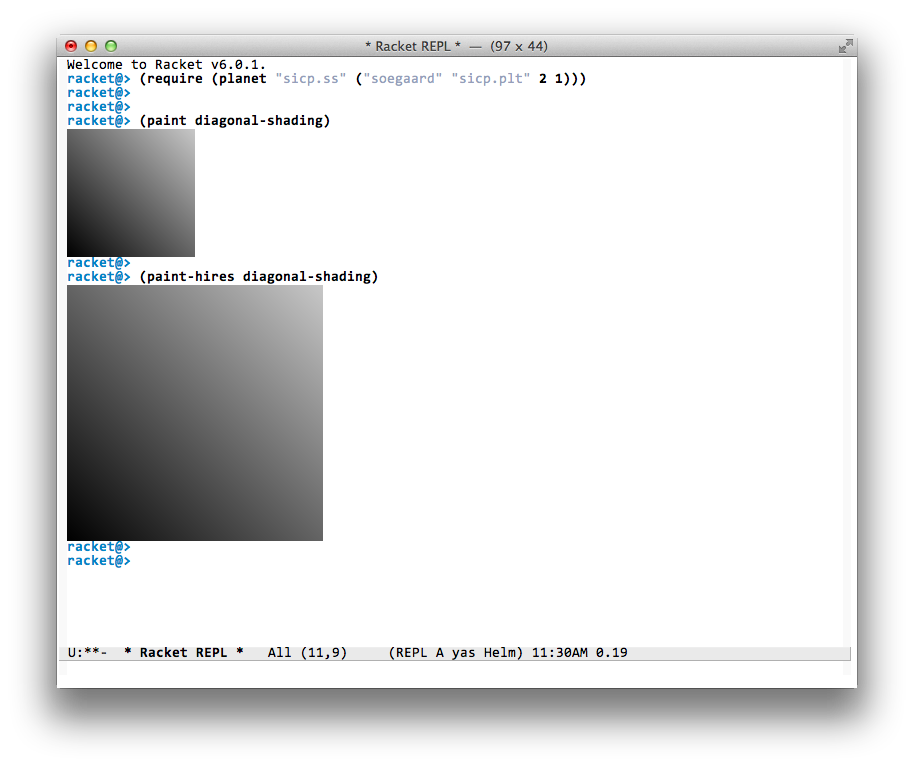 * Racket REPL * — (97 x 44)
Welcome to Racket v6.0.1.
racket@> (require (planet "sicp.ss" ("soegaard" "sicp.plt" 2 1)))
racket@>
racket@>
racket@> (paint diagonal-shading)
racket@>
racket@> (paint-hires diagonal-shading)
racket@>
racket@>
U:**-  * Racket REPL *   All (11,9)     (REPL A yas Helm) 11:30AM 0.19